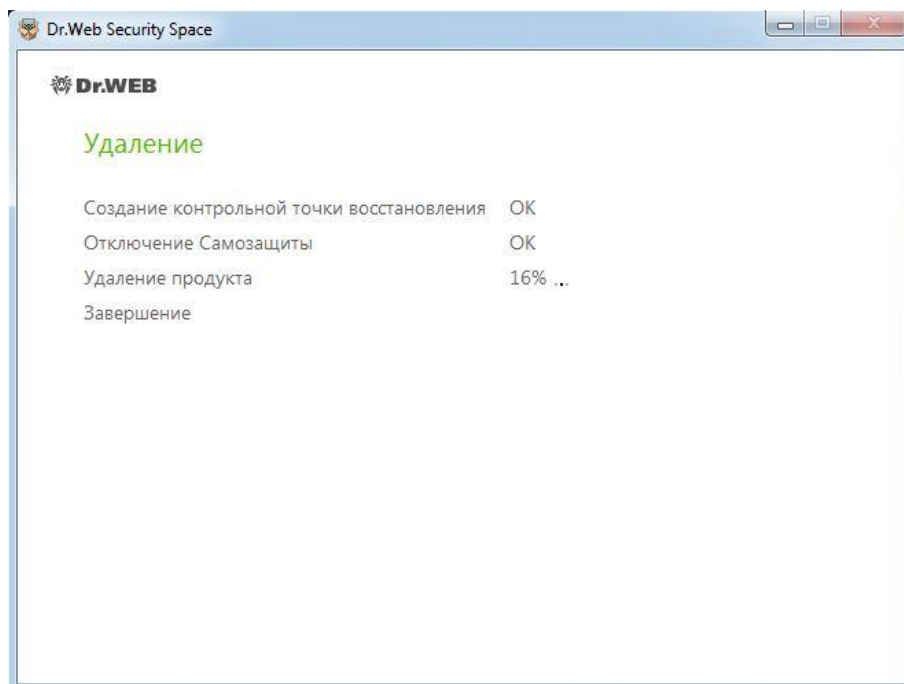 Dr.Web Security Space
Dr.WEB
Удаление
Создание контрольной точки восстановления OK
Отключение Самозащиты OK
Удаление продукта 16% ...
Завершение